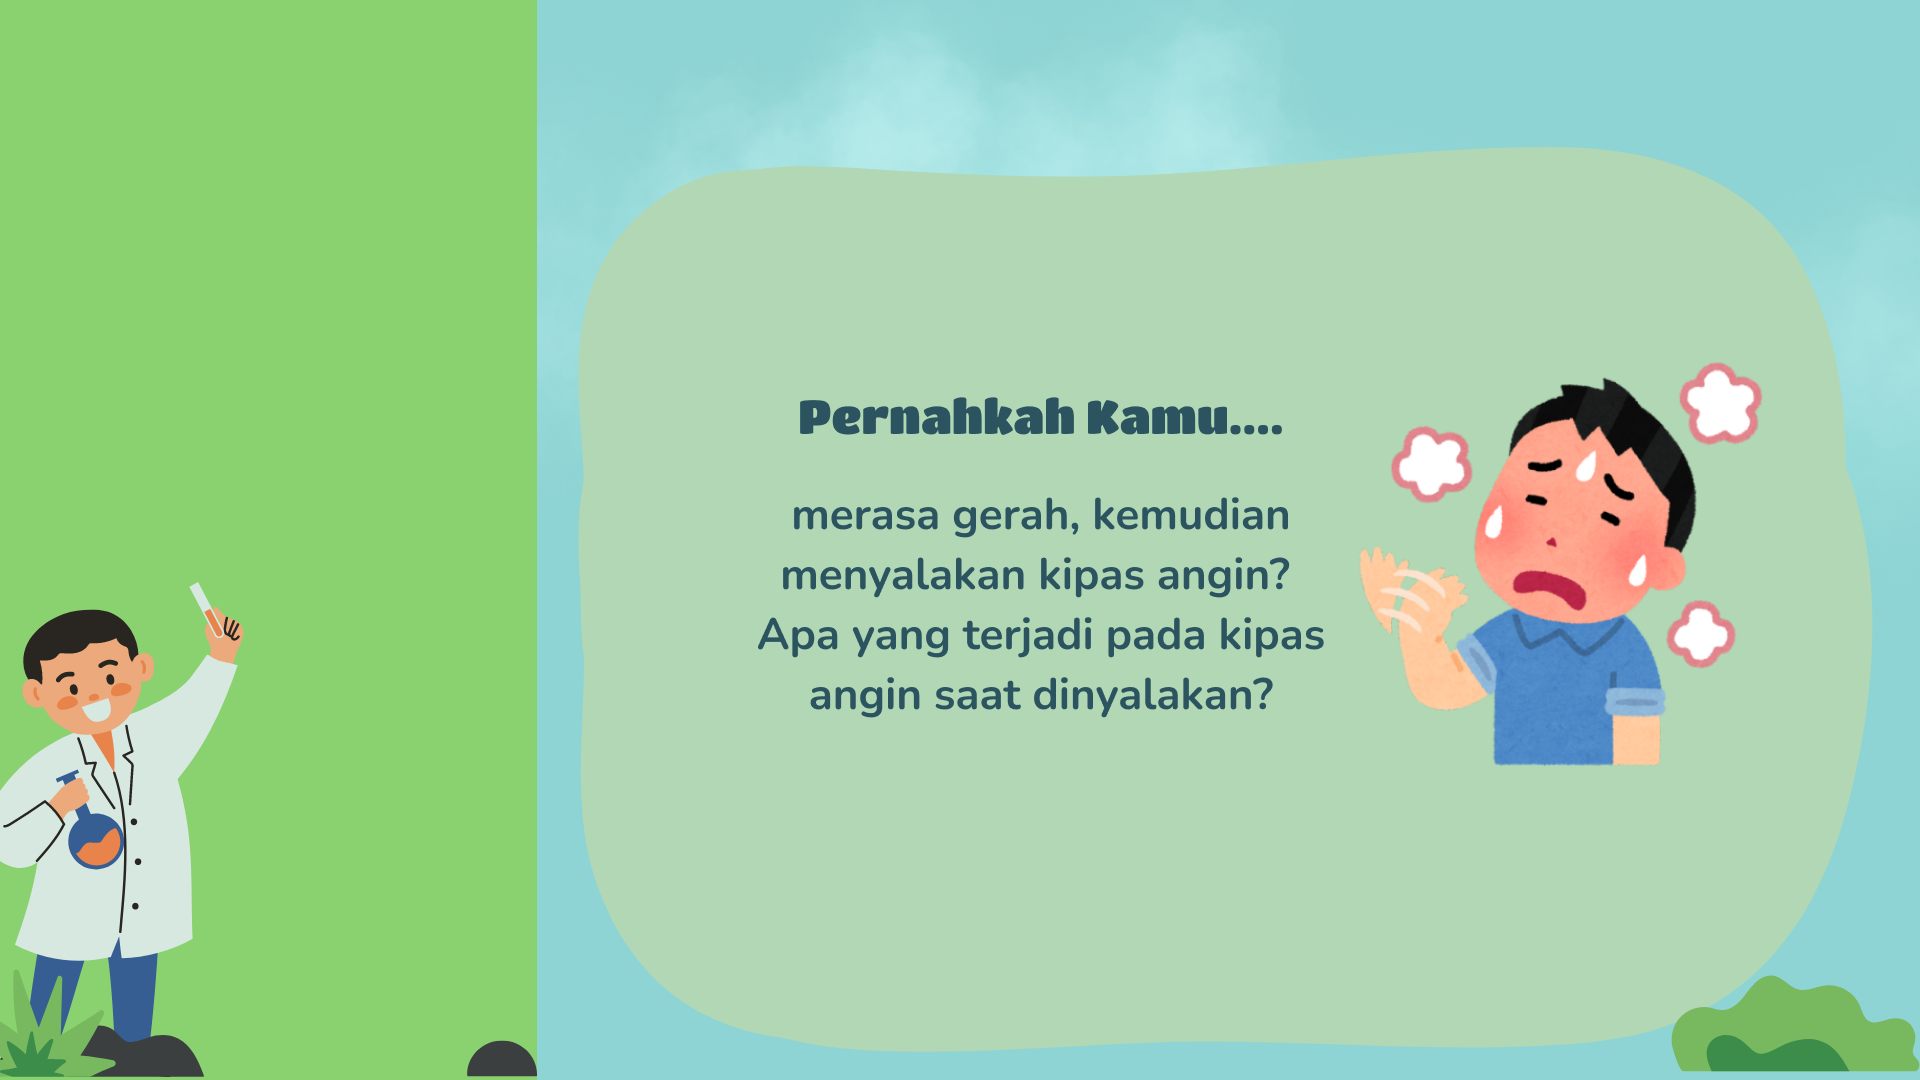 Pernahkah Kamu....
merasa gerah, kemudian
menyalakan kipas angin?
Apa yang terjadi pada kipas
angin saat dinyalakan?